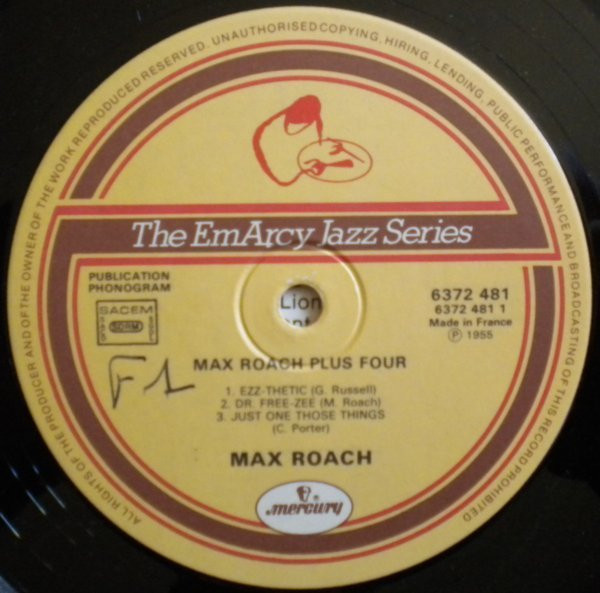 ALL RIGHTS OF THE PRODUCER AND OF THE OWNER OF THE WORK REPRODUCED RESERVED. UNAUTHORISED COPYING, HIRING, LENDING, PUBLIC PERFORMANCE AND BROADCASTING OF THIS RECORD PROHIBITED
The EmArcy Jazz Series
PUBLICATION
PHONOGRAM
SACEM
SDRM
F1
Lion
6372 481
6372 481 1
Made in France
Ⓟ 1955
MAX ROACH PLUS FOUR
1. EZZ-THETIC (G. Russell)
2. DR. FREE-ZEE (M. Roach)
3. JUST ONE THOSE THINGS
(C. Porter)
MAX ROACH
mercury